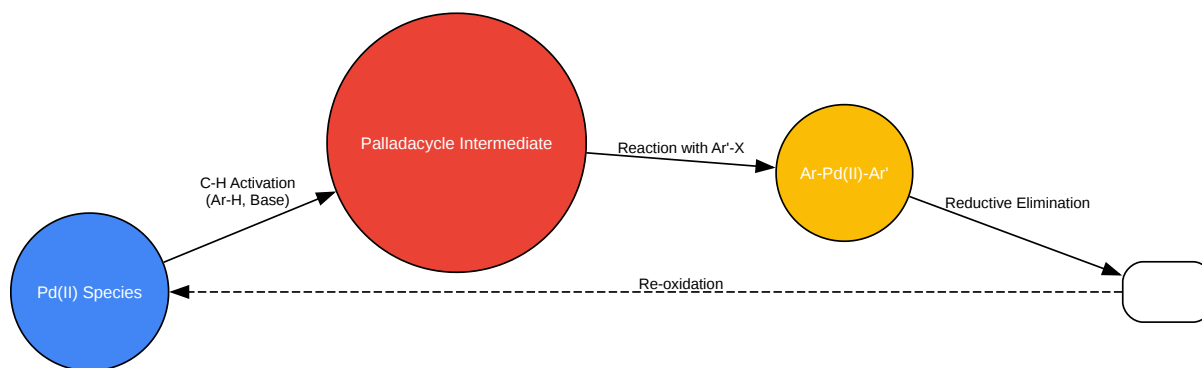 Palladacycle Intermediate
Reaction with Ar'-X
Ar-Pd(II)-Ar'
C-H Activation
(Ar-H, Base)
Reductive Elimination
Pd(II) Species
Re-oxidation